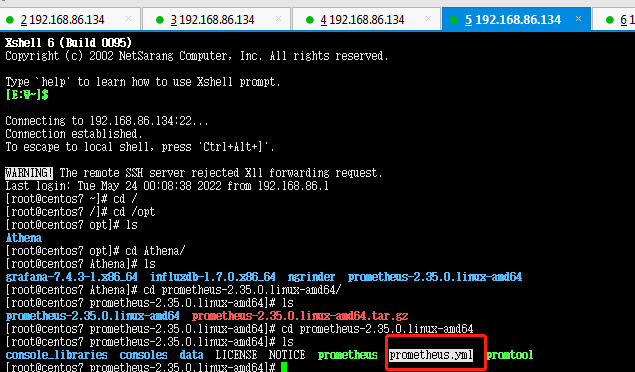 2 192.168.86.134 × 3 192.168.86.134 × 4 192.168.86.134 × 5 192.168.86.134 × 6 1
Xshell 6 (Build 0095)
Copyright (c) 2002 NetSarang Computer, Inc. All rights reserved.
Type `help' to learn how to use Xshell prompt.
[E:\~]$
Connecting to 192.168.86.134:22...
Connection established.
To escape to local shell, press 'Ctrl+Alt+]'.
WARNING! The remote SSH server rejected X11 forwarding request.
Last login: Tue May 24 00:08:38 2022 from 192.168.86.1
[root@centos7 ~]# cd /
[root@centos7 /]# cd /opt
[root@centos7 opt]# ls
Athena
[root@centos7 opt]# cd Athena/
[root@centos7 Athena]# ls
grafana-7.4.3-1.x86_64 influxdb-1.7.0.x86_64 ngrinder prometheus-2.35.0.linux-amd64
[root@centos7 Athena]# cd prometheus-2.35.0.linux-amd64/
[root@centos7 prometheus-2.35.0.linux-amd64]# ls
prometheus-2.35.0.linux-amd64 prometheus-2.35.0.linux-amd64.tar.gz
[root@centos7 prometheus-2.35.0.linux-amd64]# cd prometheus-2.35.0.linux-amd64
[root@centos7 prometheus-2.35.0.linux-amd64]# ls
console_libraries consoles data LICENSE NOTICE prometheus prometheus.yml promtool
[root@centos7 prometheus-2.35.0.linux-amd64]#